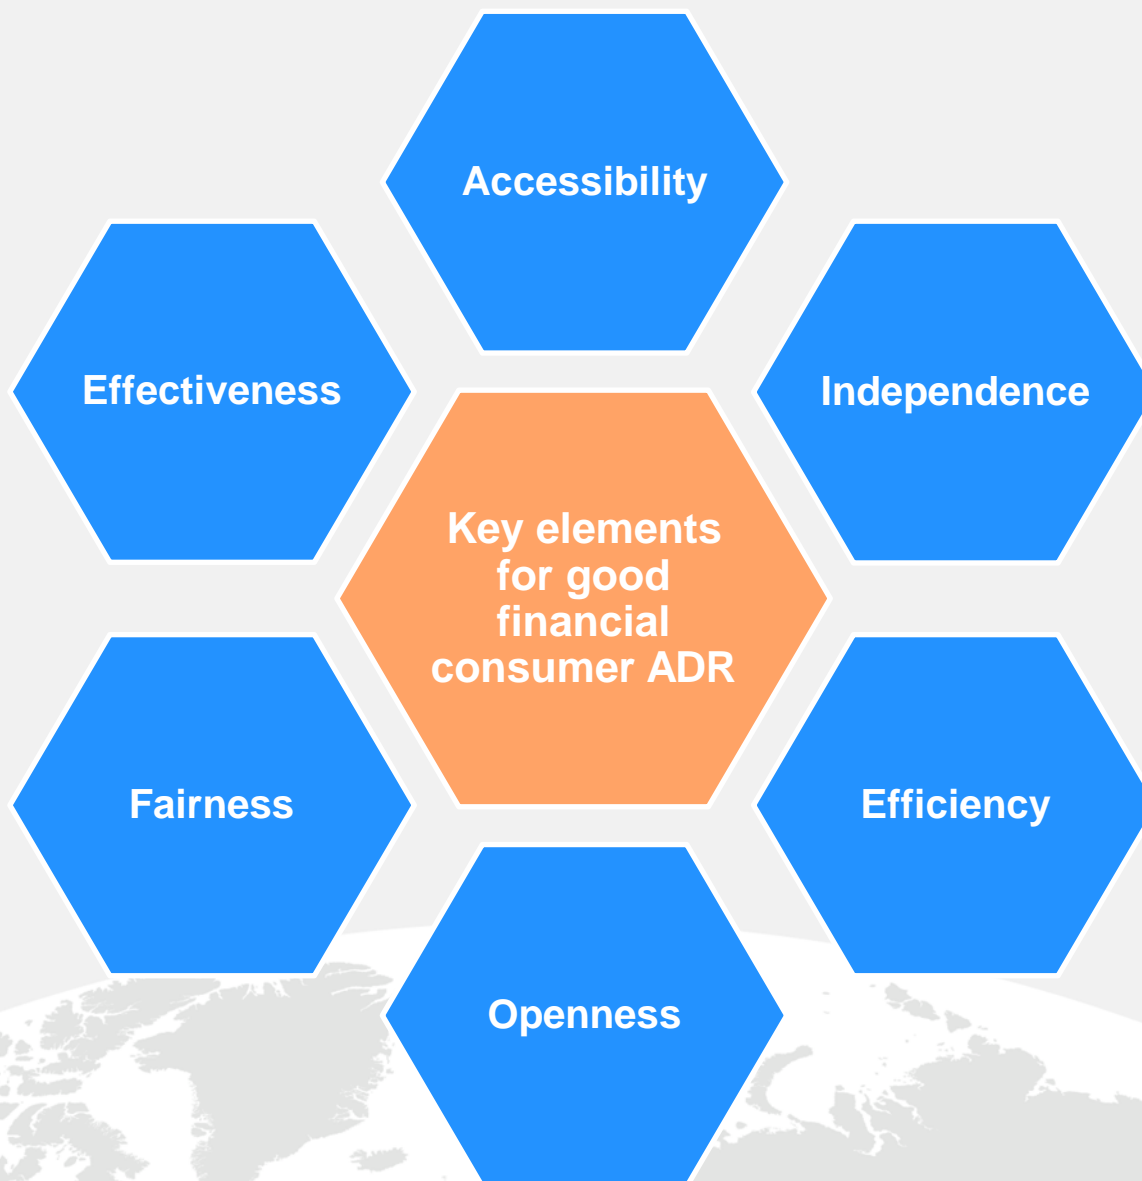 Accessibility
Effectiveness
Independence
Key elements
for good
financial
consumer ADR
Fairness
Efficiency
Openness